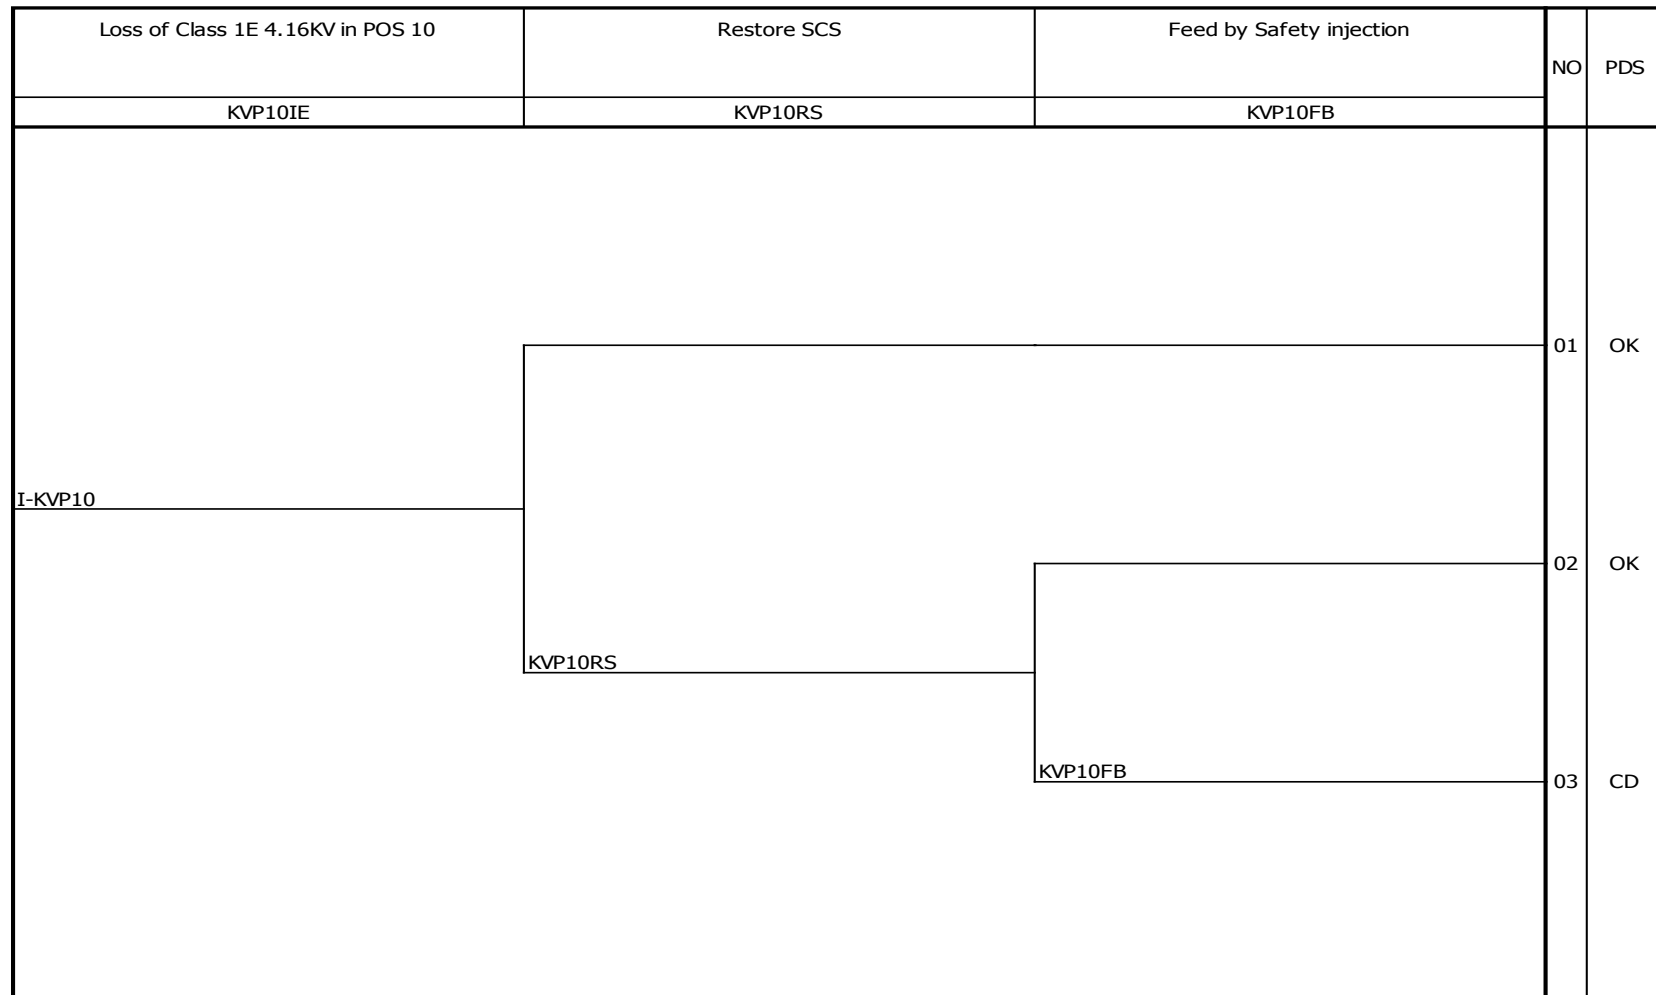 Loss of Class 1E 4.16KV in POS 10
Restore SCS
Feed by Safety injection
NO
PDS
KVP10IE
KVP10RS
KVP10FB
01
OK
I-KVP10
02
OK
KVP10RS
KVP10FB
03
CD